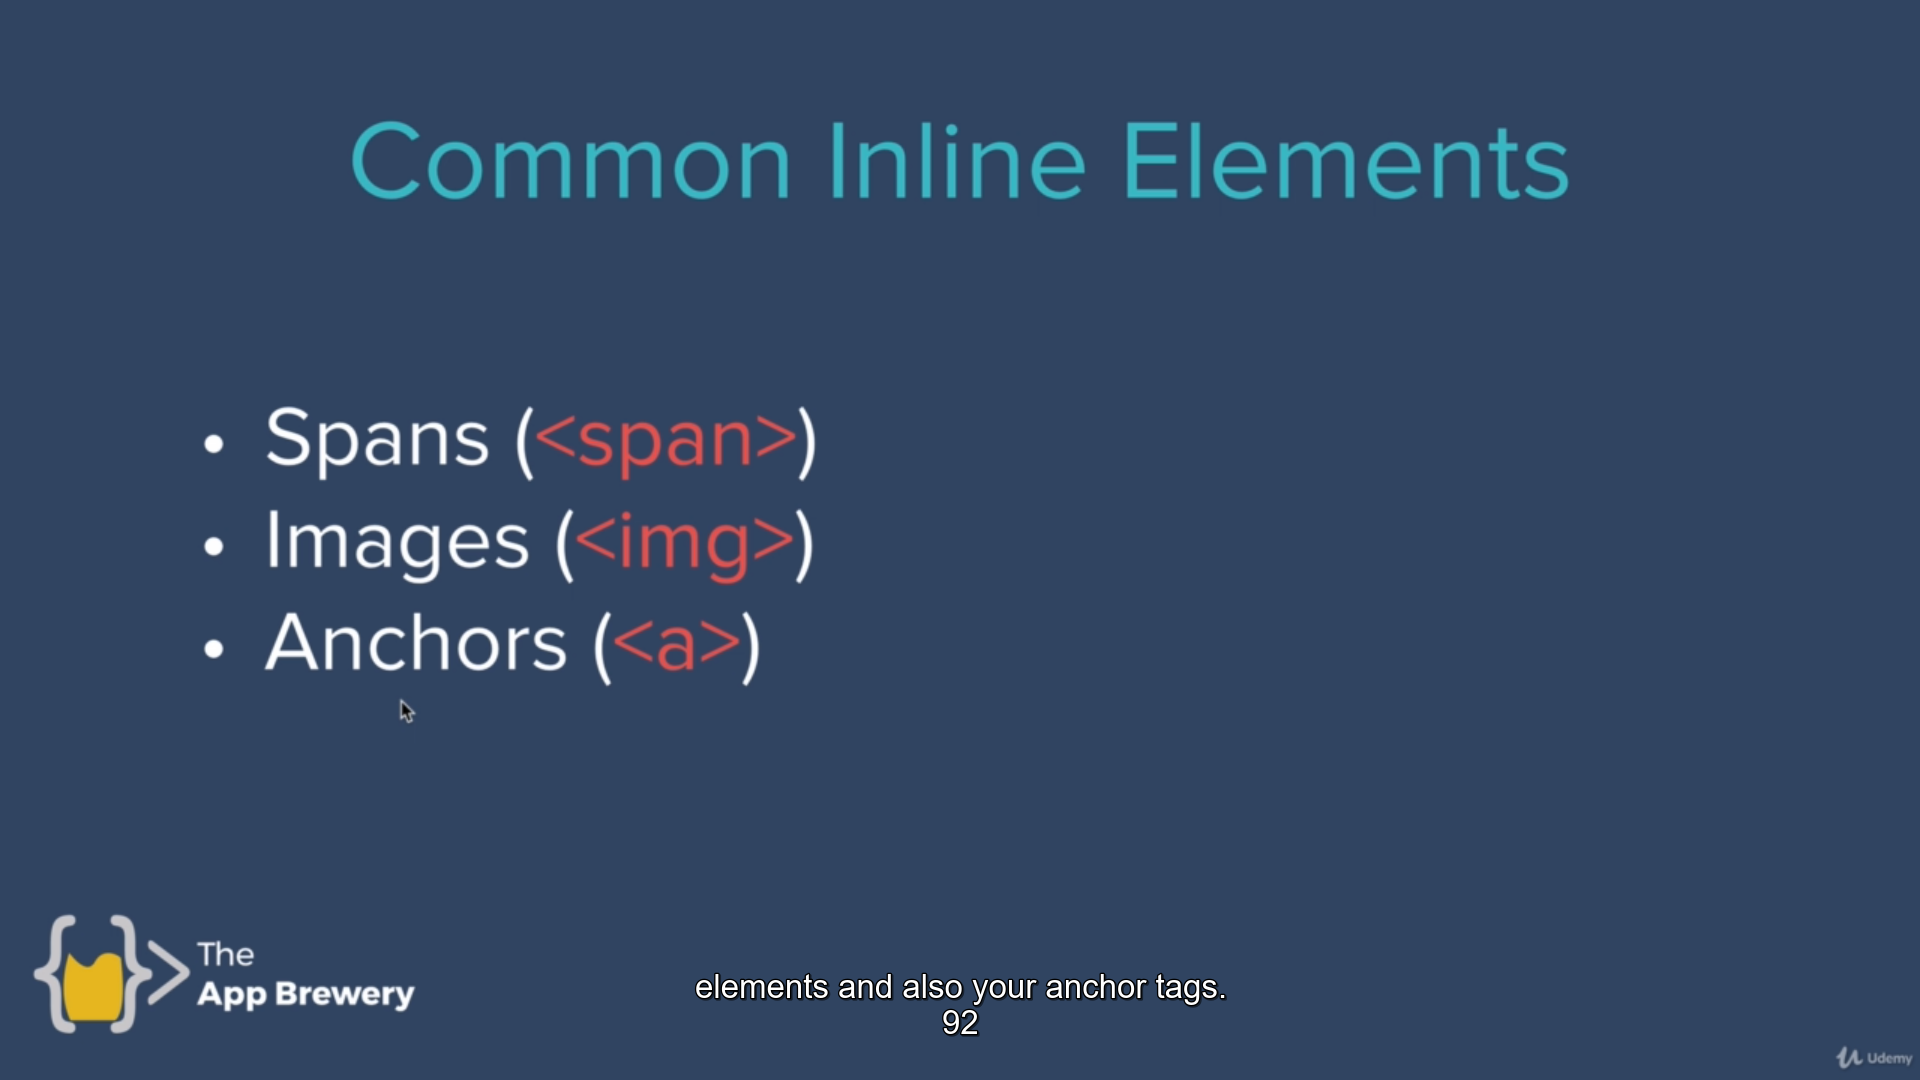 Common Inline Elements
• Spans (<span>)
• Images (<img>)
• Anchors (<a>)
The
App Brewery
elements and also your anchor tags.
92
Udemy